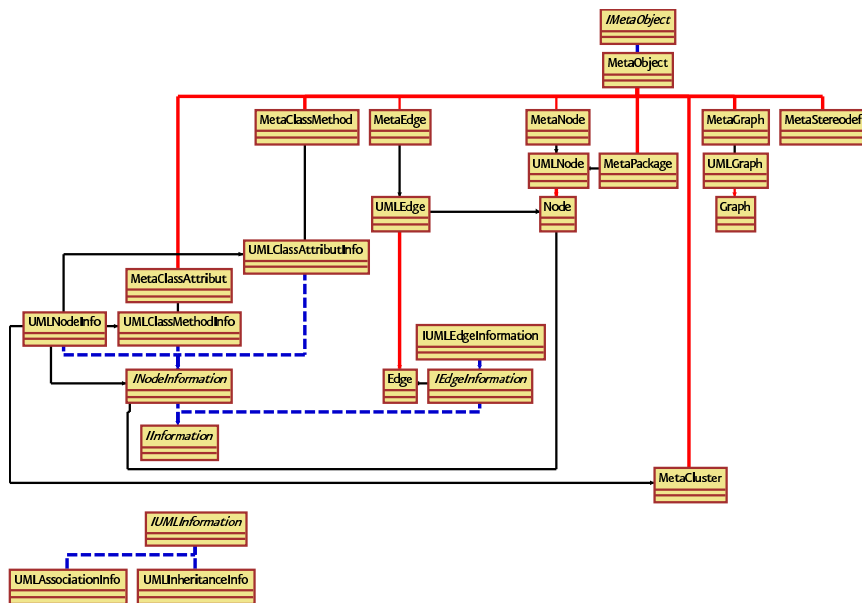 IMetaObject
MetaObject
MetaClassMethod
MetaEdge
MetaNode
MetaGraph
MetaStereodef
UMLNode
MetaPackage
UMLGraph
UMLEdge
Node
Graph
UMLClassAttributInfo
MetaClassAttribut
UMLNodeInfo
UMLClassMethodInfo
IUMLEdgeInformation
INodeInformation
Edge
IEdgeInformation
IInformation
MetaCluster
IUMLInformation
UMLAssociationInfo
UMLInheritanceInfo